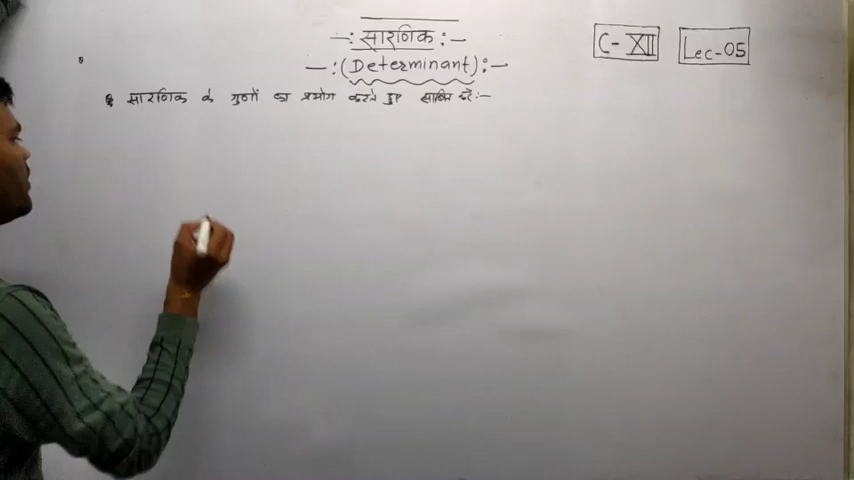 -: सारणिक :-
C- XII
Lec-05
-:(Determinant):-
सारणिक के गुणों का प्रयोग करते हुए साबित करें:-